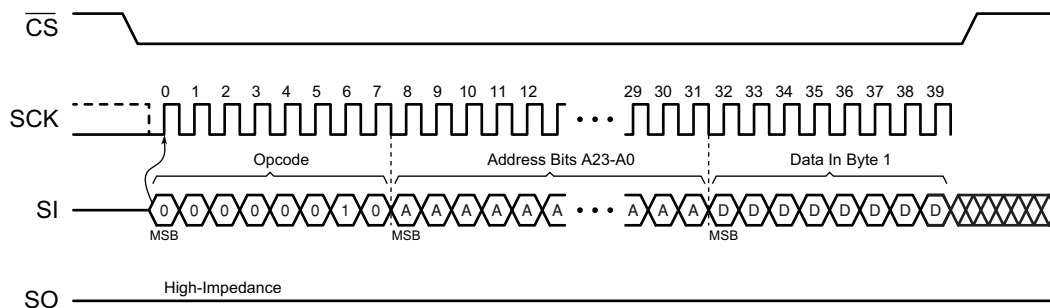 CS
0 1 2 3 4 5 6 7 8 9 10 11 12 29 30 31 32 33 34 35 36 37 38 39
SCK
• • •
Opcode Address Bits A23-A0 Data In Byte 1
SI 0 0 0 0 0 0 1 0 A A A A A A • • • A A A D D D D D D D D
MSB MSB MSB
High-Impedance
SO